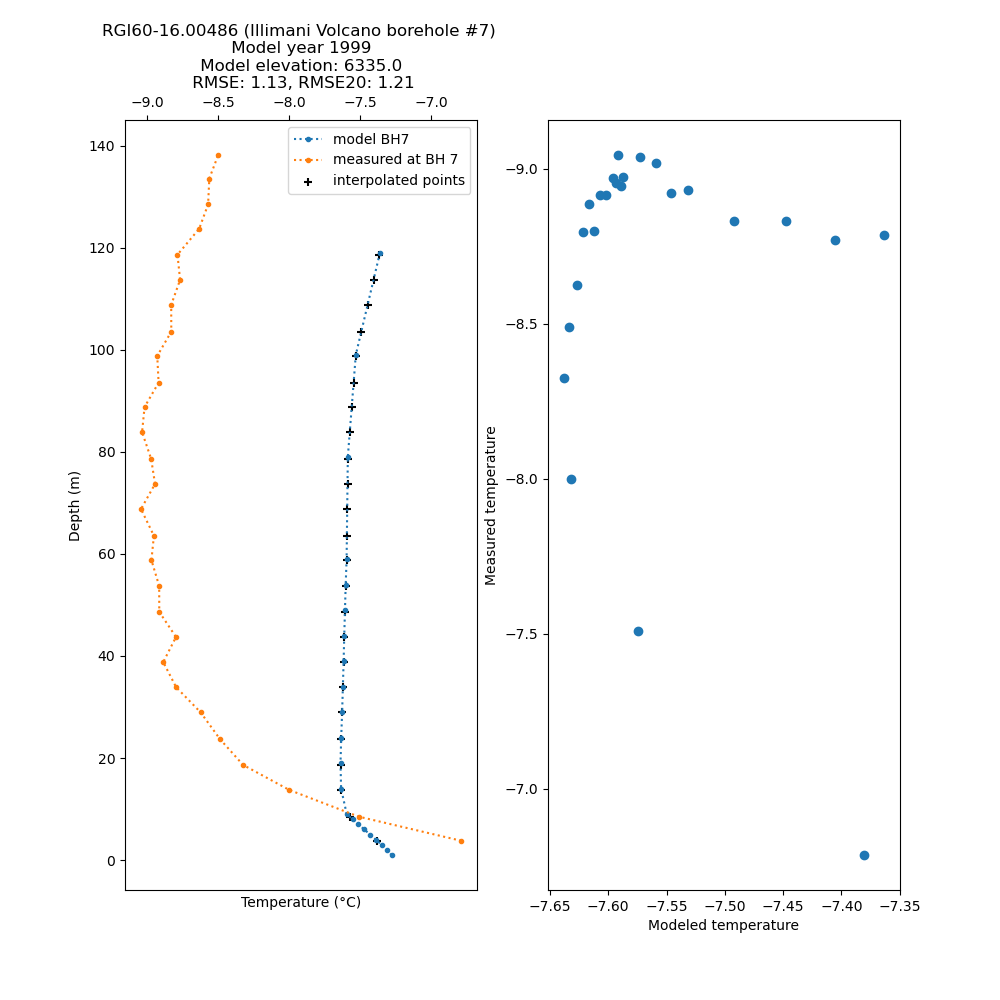 RGI60-16.00486 (Illimani Volcano borehole #7)
Model year 1999
Model elevation: 6335.0
RMSE: 1.13, RMSE20: 1.21
−9.0 −8.5 −8.0 −7.5 −7.0
model BH7
measured at BH 7
interpolated points
140
120
100
80
60
40
20
0
Depth (m)
Temperature (°C)
−9.0
−8.5
−8.0
−7.5
−7.0
Measured temperature
−7.65 −7.60 −7.55 −7.50 −7.45 −7.40 −7.35
Modeled temperature